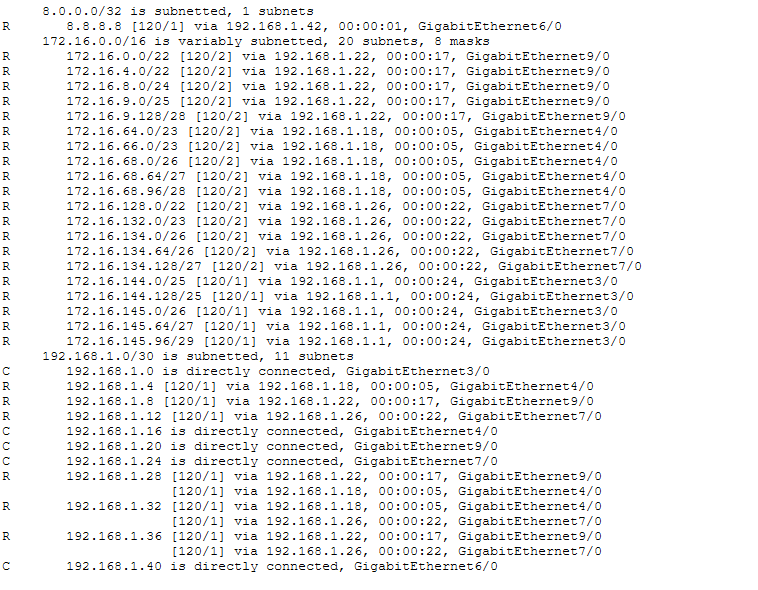 8.0.0.0/32 is subnetted, 1 subnets
R 8.8.8.8 [120/1] via 192.168.1.42, 00:00:01, GigabitEthernet6/0
172.16.0.0/16 is variably subnetted, 20 subnets, 8 masks
R 172.16.0.0/22 [120/2] via 192.168.1.22, 00:00:17, GigabitEthernet9/0
R 172.16.4.0/22 [120/2] via 192.168.1.22, 00:00:17, GigabitEthernet9/0
R 172.16.8.0/24 [120/2] via 192.168.1.22, 00:00:17, GigabitEthernet9/0
R 172.16.9.0/25 [120/2] via 192.168.1.22, 00:00:17, GigabitEthernet9/0
R 172.16.9.128/28 [120/2] via 192.168.1.22, 00:00:17, GigabitEthernet9/0
R 172.16.64.0/23 [120/2] via 192.168.1.18, 00:00:05, GigabitEthernet4/0
R 172.16.66.0/23 [120/2] via 192.168.1.18, 00:00:05, GigabitEthernet4/0
R 172.16.68.0/26 [120/2] via 192.168.1.18, 00:00:05, GigabitEthernet4/0
R 172.16.68.64/27 [120/2] via 192.168.1.18, 00:00:05, GigabitEthernet4/0
R 172.16.68.96/28 [120/2] via 192.168.1.18, 00:00:05, GigabitEthernet4/0
R 172.16.128.0/22 [120/2] via 192.168.1.26, 00:00:22, GigabitEthernet7/0
R 172.16.132.0/23 [120/2] via 192.168.1.26, 00:00:22, GigabitEthernet7/0
R 172.16.134.0/26 [120/2] via 192.168.1.26, 00:00:22, GigabitEthernet7/0
R 172.16.134.64/26 [120/2] via 192.168.1.26, 00:00:22, GigabitEthernet7/0
R 172.16.134.128/27 [120/2] via 192.168.1.26, 00:00:22, GigabitEthernet7/0
R 172.16.144.0/25 [120/1] via 192.168.1.1, 00:00:24, GigabitEthernet3/0
R 172.16.144.128/25 [120/1] via 192.168.1.1, 00:00:24, GigabitEthernet3/0
R 172.16.145.0/26 [120/1] via 192.168.1.1, 00:00:24, GigabitEthernet3/0
R 172.16.145.64/27 [120/1] via 192.168.1.1, 00:00:24, GigabitEthernet3/0
R 172.16.145.96/29 [120/1] via 192.168.1.1, 00:00:24, GigabitEthernet3/0
192.168.1.0/30 is subnetted, 11 subnets
C 192.168.1.0 is directly connected, GigabitEthernet3/0
R 192.168.1.4 [120/1] via 192.168.1.18, 00:00:05, GigabitEthernet4/0
R 192.168.1.8 [120/1] via 192.168.1.22, 00:00:17, GigabitEthernet9/0
R 192.168.1.12 [120/1] via 192.168.1.26, 00:00:22, GigabitEthernet7/0
C 192.168.1.16 is directly connected, GigabitEthernet4/0
C 192.168.1.20 is directly connected, GigabitEthernet9/0
C 192.168.1.24 is directly connected, GigabitEthernet7/0
R 192.168.1.28 [120/1] via 192.168.1.22, 00:00:17, GigabitEthernet9/0
[120/1] via 192.168.1.18, 00:00:05, GigabitEthernet4/0
R 192.168.1.32 [120/1] via 192.168.1.18, 00:00:05, GigabitEthernet4/0
[120/1] via 192.168.1.26, 00:00:22, GigabitEthernet7/0
R 192.168.1.36 [120/1] via 192.168.1.22, 00:00:17, GigabitEthernet9/0
[120/1] via 192.168.1.26, 00:00:22, GigabitEthernet7/0
C 192.168.1.40 is directly connected, GigabitEthernet6/0